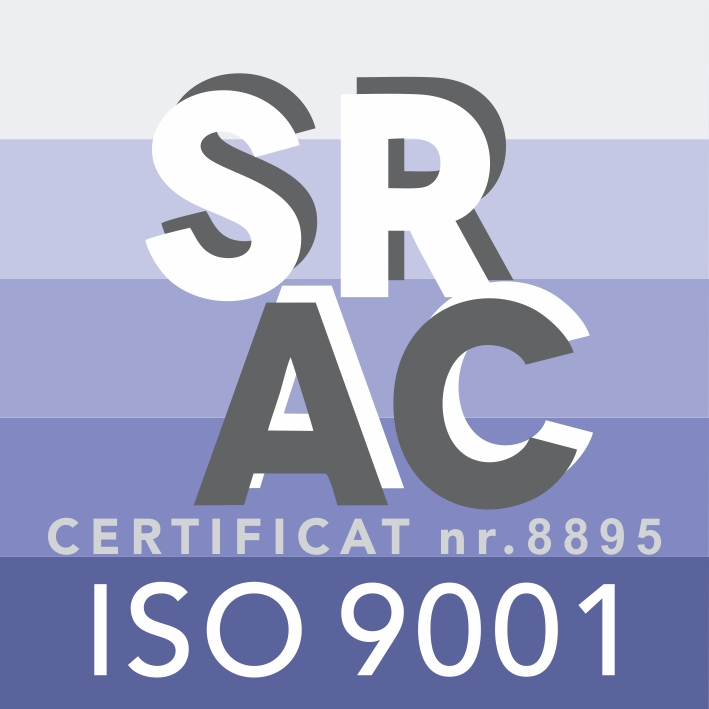 SR
AC
CERTIFICAT nr.8895
ISO 9001